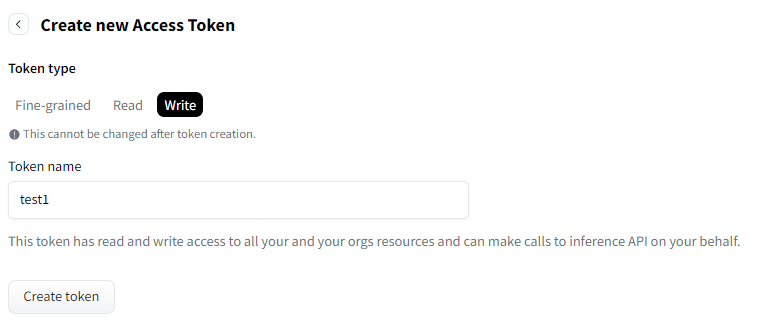 Create new Access Token
Token type
Fine-grained Read Write
This cannot be changed after token creation.
Token name
test1
This token has read and write access to all your and your orgs resources and can make calls to inference API on your behalf.
Create token